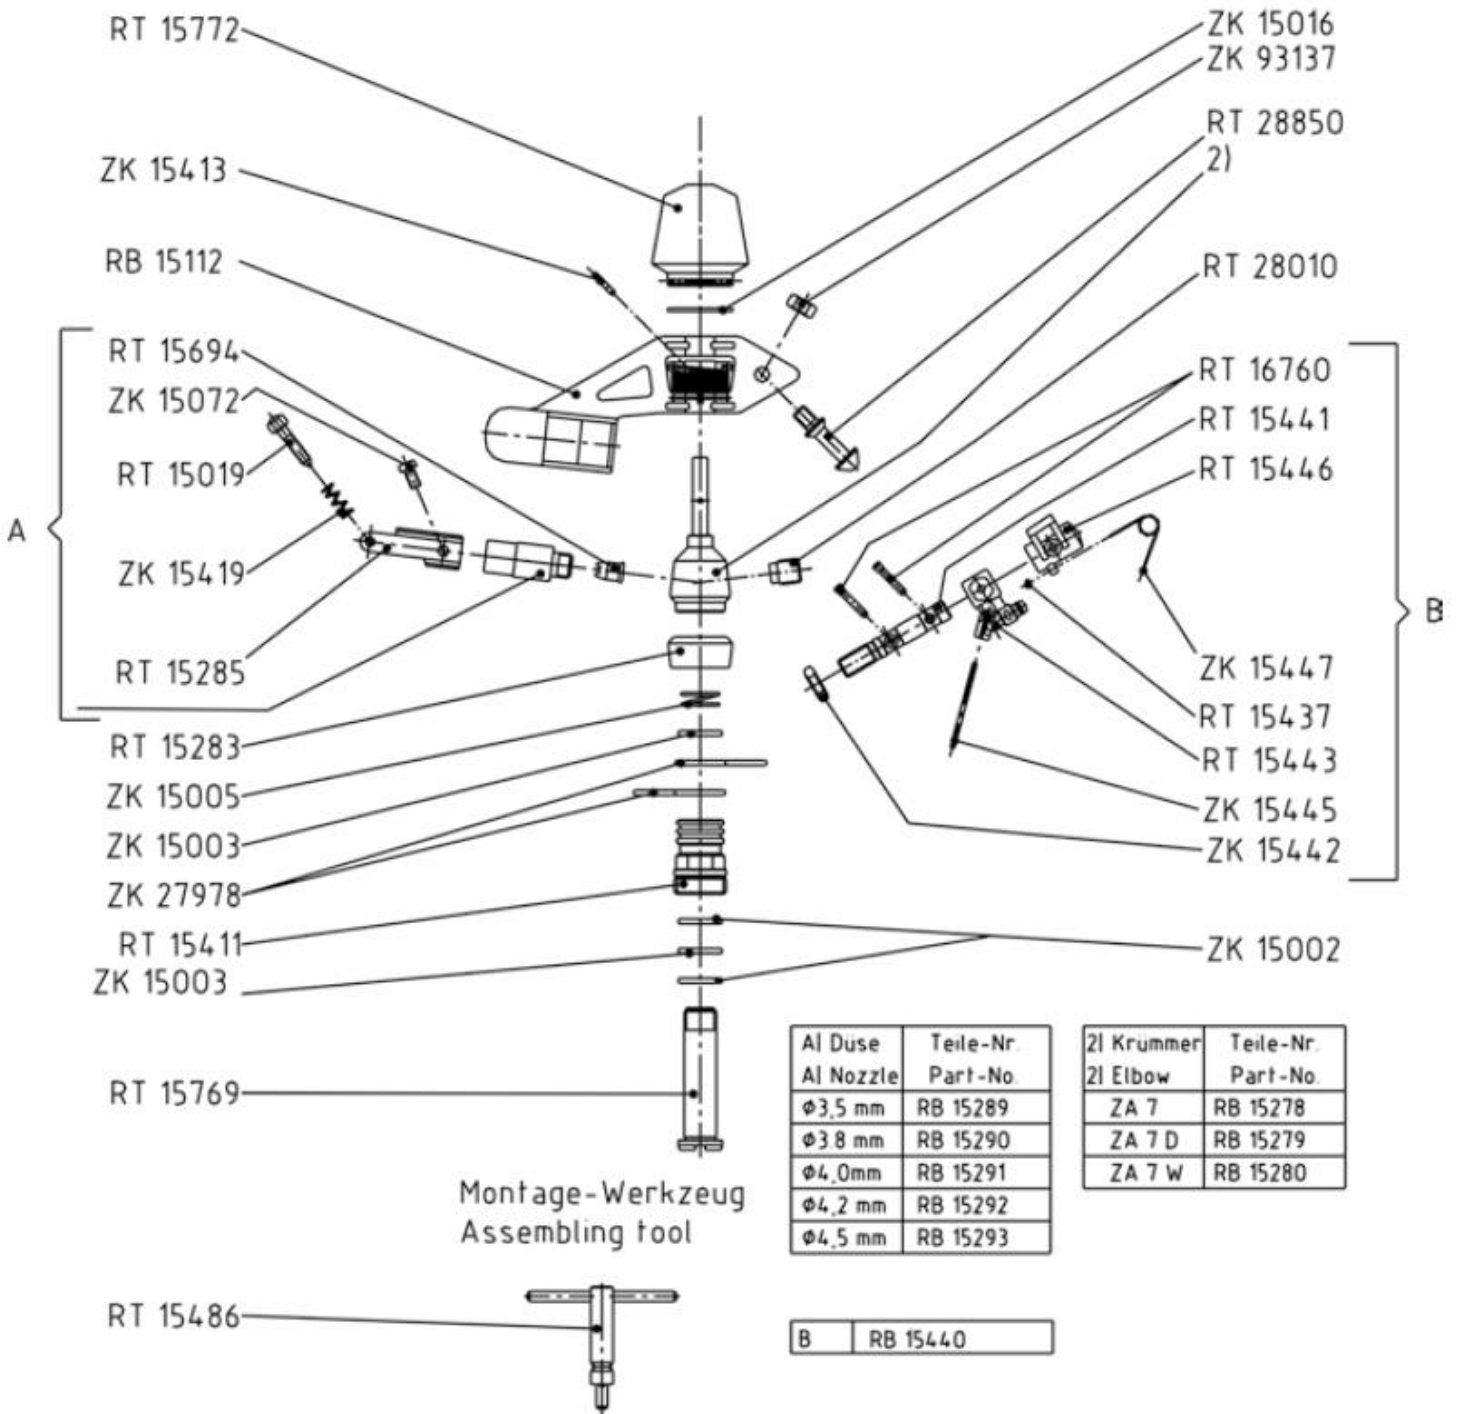 RT 15772
ZK 15413
RB 15112
RT 15694
ZK 15072
RT 15019
A
ZK 15419
RT 15285
RT 15283
ZK 15005
ZK 15003
ZK 27978
RT 15411
ZK 15003
RT 15769
ZK 15016
ZK 93137
RT 28850
2)
RT 28010
RT 16760
RT 15441
RT 15446
B
ZK 15447
RT 15437
RT 15443
ZK 15445
ZK 15442
ZK 15002
A| Düse Teile-Nr.
A| Nozzle Part-No.
φ3,5 mm RB 15289
φ3.8 mm RB 15290
φ4,0mm RB 15291
φ4,2 mm RB 15292
φ4,5 mm RB 15293
2| Krümmer Teile-Nr.
2| Elbow Part-No.
ZA 7 RB 15278
ZA 7 D RB 15279
ZA 7 W RB 15280
Montage-Werkzeug
Assembling tool
RT 15486
B RB 15440